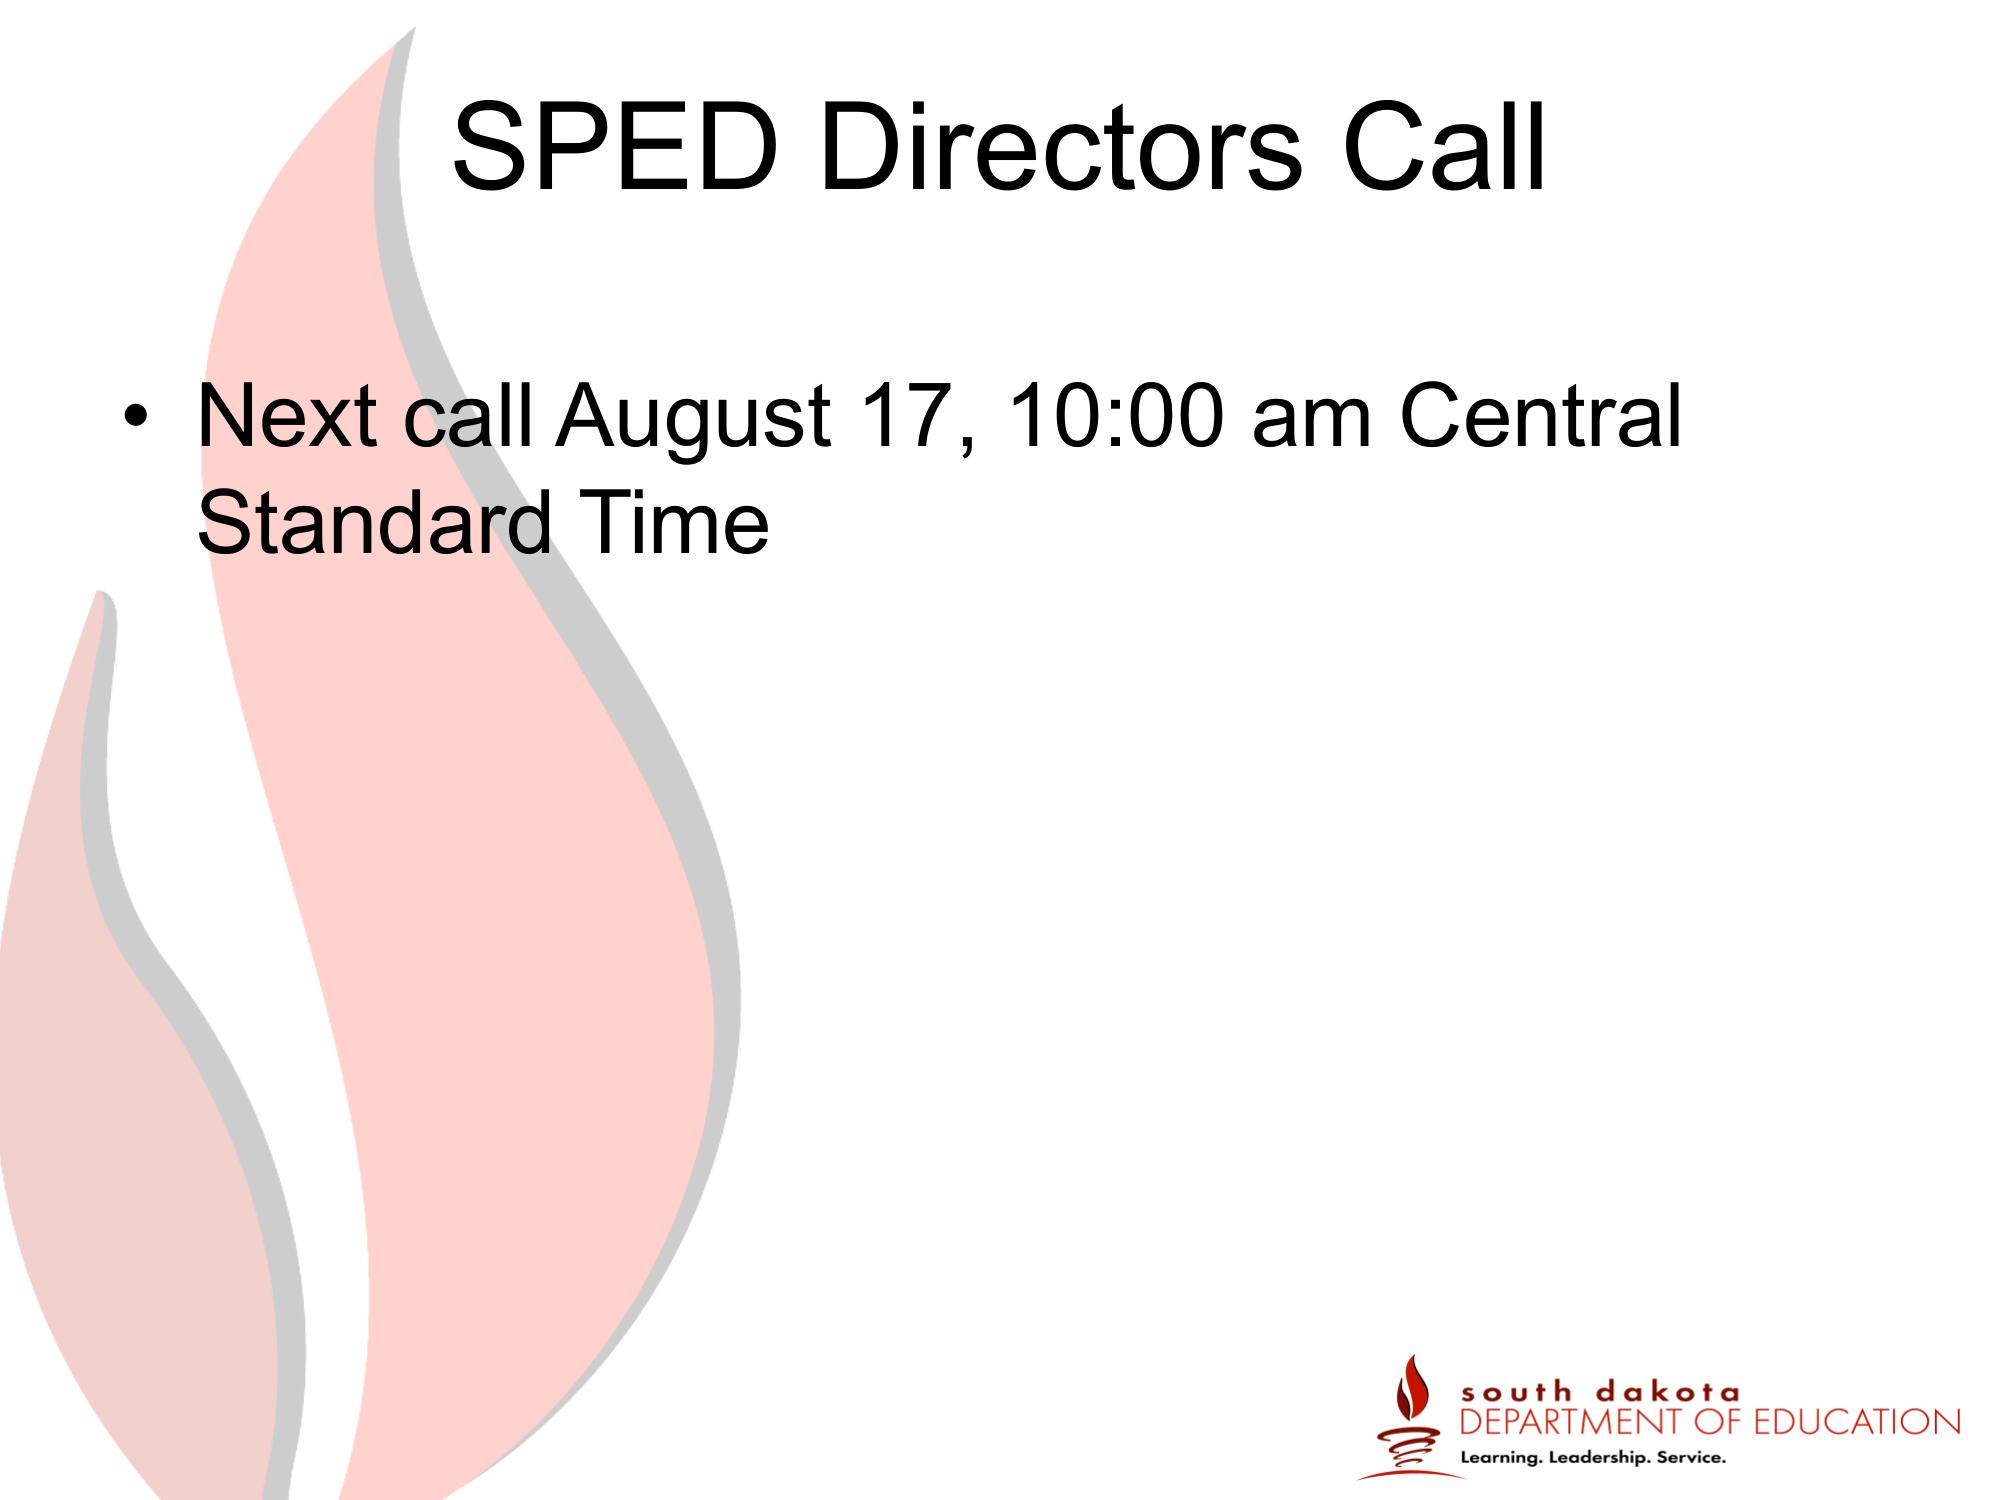 SPED Directors Call
• Next call August 17, 10:00 am Central
Standard Time
south dakota
DEPARTMENT OF EDUCATION
Learning. Leadership. Service.